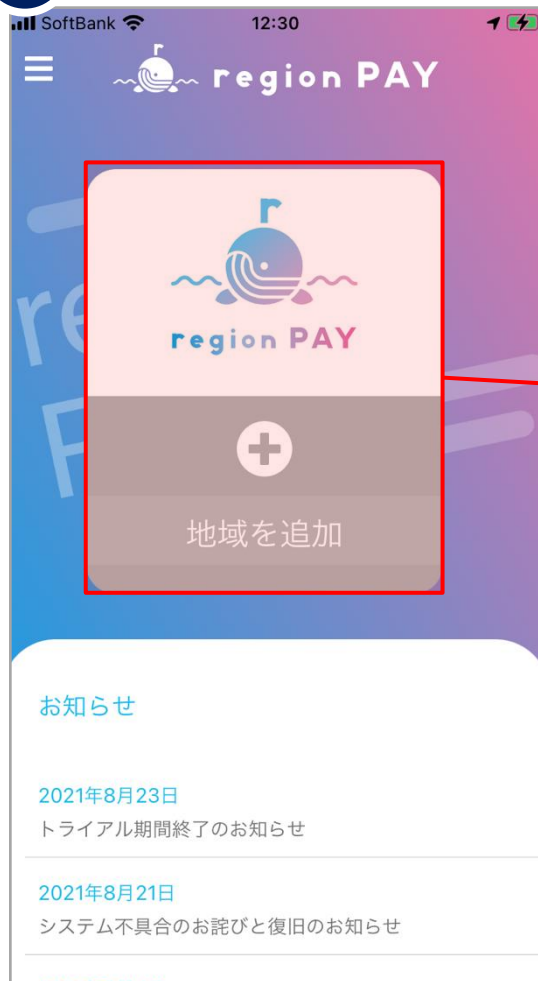 SoftBank 12:30
region PAY
r
region PAY
地域を追加
お知らせ
2021年8月23日
トライアル期間終了のお知らせ
2021年8月21日
システム不具合のお詫びと復旧のお知らせ